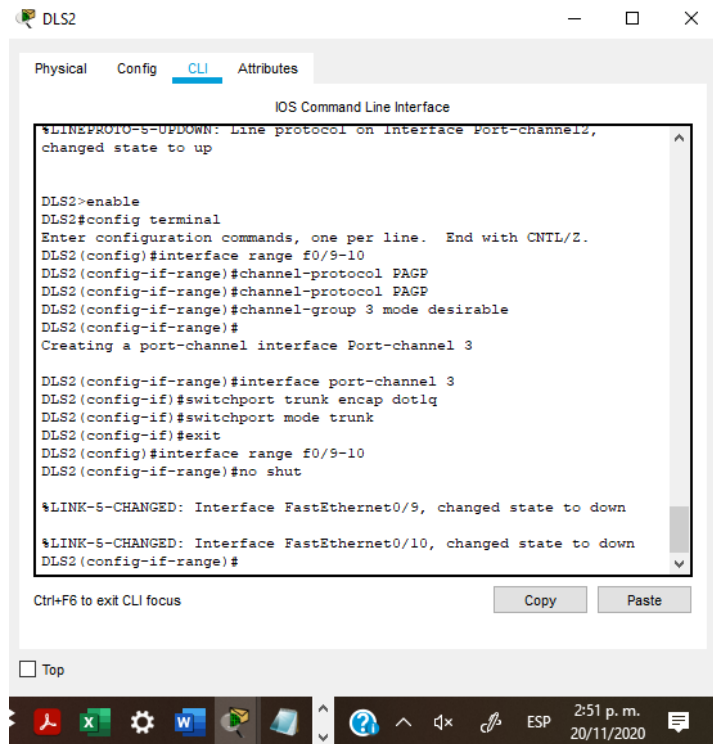 DLS2
Physical Config CLI Attributes
IOS Command Line Interface
%LINEPROTO-5-UPDOWN: Line protocol on Interface Port-channel2,
changed state to up
DLS2>enable
DLS2#config terminal
Enter configuration commands, one per line. End with CNTL/Z.
DLS2(config)#interface range f0/9-10
DLS2(config-if-range)#channel-protocol PAGP
DLS2(config-if-range)#channel-protocol PAGP
DLS2(config-if-range)#channel-group 3 mode desirable
DLS2(config-if-range)#
Creating a port-channel interface Port-channel 3
DLS2(config-if-range)#interface port-channel 3
DLS2(config-if)#switchport trunk encap dot1q
DLS2(config-if)#switchport mode trunk
DLS2(config-if)#exit
DLS2(config)#interface range f0/9-10
DLS2(config-if-range)#no shut
%LINK-5-CHANGED: Interface FastEthernet0/9, changed state to down
%LINK-5-CHANGED: Interface FastEthernet0/10, changed state to down
DLS2(config-if-range)#
Ctrl+F6 to exit CLI focus
Copy Paste
Top
ESP
2:51 p. m.
20/11/2020